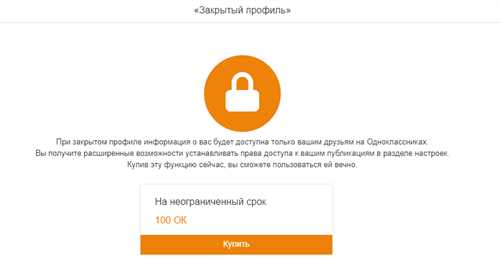 «Закрытый профиль»
При закрытом профиле информация о вас будет доступна только вашим друзьям на Одноклассниках.
Вы получите расширенные возможности устанавливать права доступа к вашим публикациям в разделе настроек.
Купив эту функцию сейчас, вы сможете пользоваться ей вечно.
На неограниченный срок
100 ОК
Купить